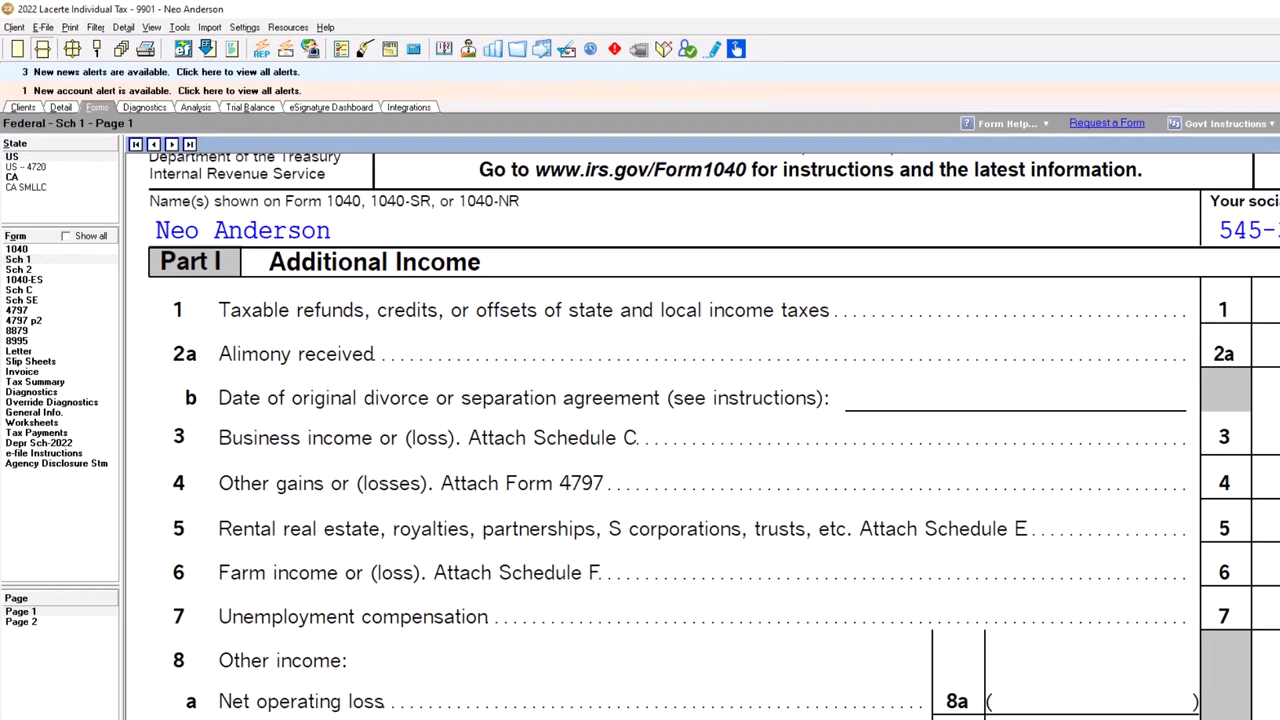 2022 Lacerte Individual Tax - 9901 - Neo Anderson
Client E-File Print Filter Detail View Tools Import Settings Resources Help
3 New news alerts are available. Click here to view all alerts.
1 New account alert is available. Click here to view all alerts.
Clients Detail Forms Diagnostics Analysis Trial Balance eSignature Dashboard Integrations
Federal - Sch 1 - Page 1
Form Help... Request a Form Govt Instructions
State
US
US -- 4720
CA
CA SMLLC
Form Show all
1040
Sch 1
Sch 2
1040-ES
Sch C
Sch SE
4797
4797 p2
8879
8995
Letter
Slip Sheets
Invoice
Tax Summary
Diagnostics
Override Diagnostics
General Info.
Worksheets
Tax Payments
Depr Sch-2022
e-file Instructions
Agency Disclosure Stm
Page
Page 1
Page 2
Department of the Treasury
Internal Revenue Service
Go to www.irs.gov/Form1040 for instructions and the latest information.
Name(s) shown on Form 1040, 1040-SR, or 1040-NR
Your soci
Neo Anderson
545-
Part I Additional Income
1 Taxable refunds, credits, or offsets of state and local income taxes 1
2a Alimony received 2a
b Date of original divorce or separation agreement (see instructions):
3 Business income or (loss). Attach Schedule C 3
4 Other gains or (losses). Attach Form 4797 4
5 Rental real estate, royalties, partnerships, S corporations, trusts, etc. Attach Schedule E 5
6 Farm income or (loss). Attach Schedule F 6
7 Unemployment compensation 7
8 Other income:
a Net operating loss 8a ( )